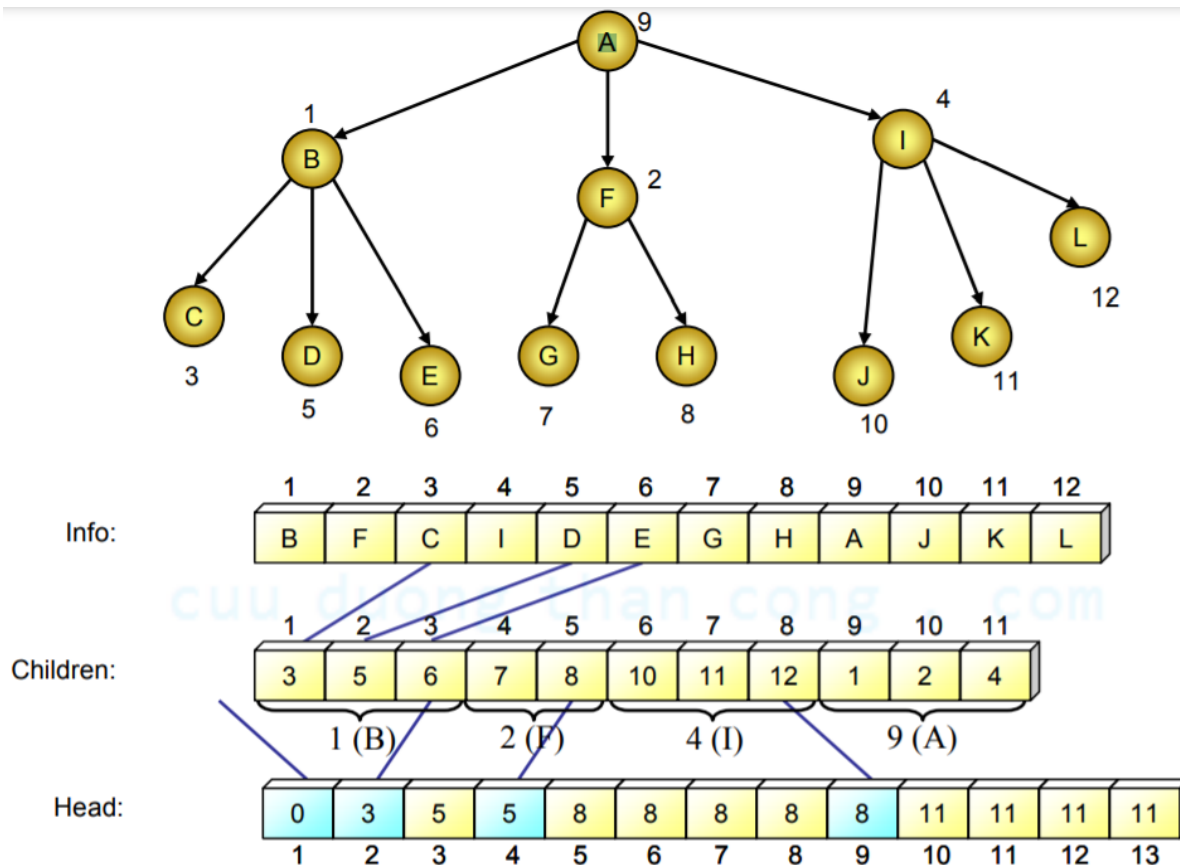 A 9
1
4
B
I
F 2
L
C
12
D
E
G
H
J
K
3
5
6
7
8
10
11
1 2 3 4 5 6 7 8 9 10 11 12
Info: B F C I D E G H A J K L
cuu duong than cong . com
1 2 3 4 5 6 7 8 9 10 11
Children: 3 5 6 7 8 10 11 12 1 2 4
1 (B) 2 (F) 4 (I) 9 (A)
Head: 0 3 5 5 8 8 8 8 8 11 11 11 11
1 2 3 4 5 6 7 8 9 10 11 12 13